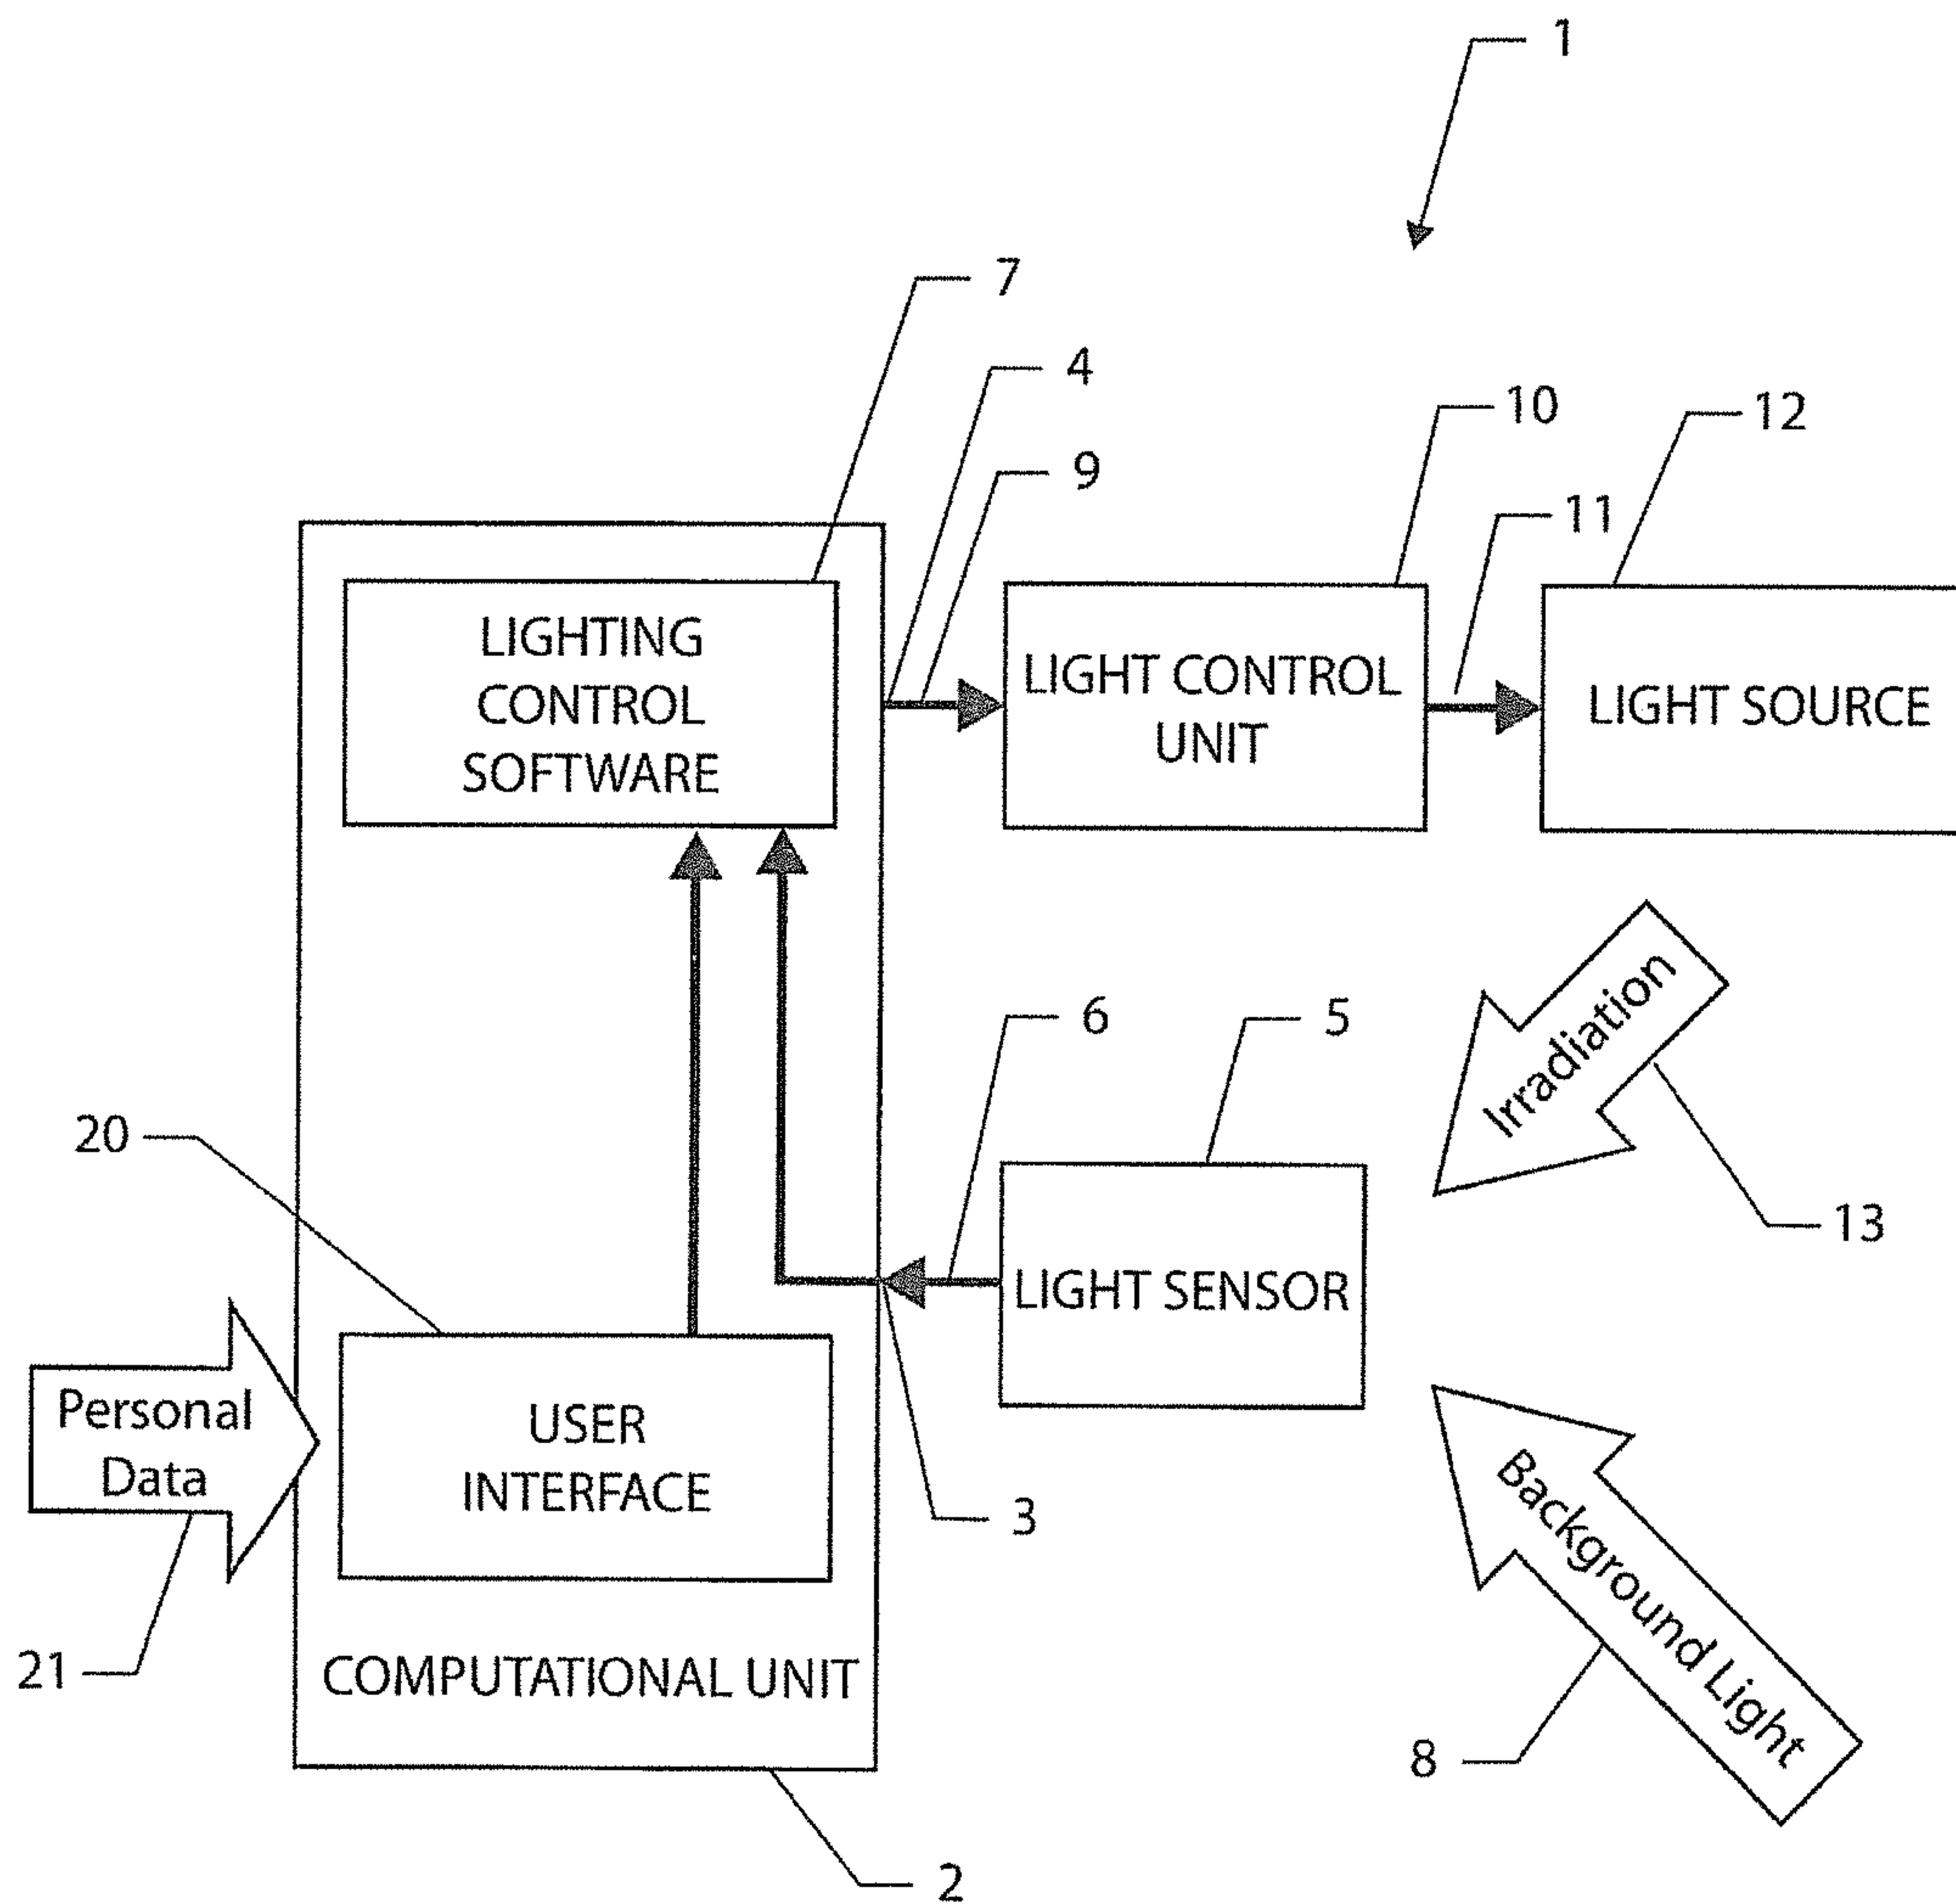 1
7
4
10
12
9
11
LIGHTING
CONTROL
SOFTWARE
LIGHT CONTROL
UNIT
LIGHT SOURCE
Irradiation
6
5
20
13
LIGHT SENSOR
Personal
Data
USER
INTERFACE
3
Background Light
21
COMPUTATIONAL UNIT
8
2